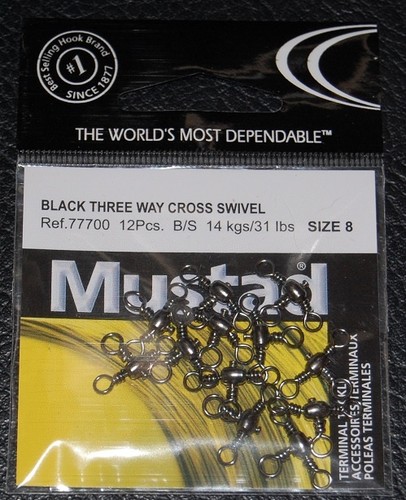 Best Selling Hook Brand
#1
SINCE 1877
THE WORLD'S MOST DEPENDABLE™
BLACK THREE WAY CROSS SWIVEL
Ref.77700 12Pcs. B/S 14 kgs/31 lbs SIZE 8
Mustad®
TERMINAL
ACCESSOIRES TERMINAUX
POLEAS TERMINALES